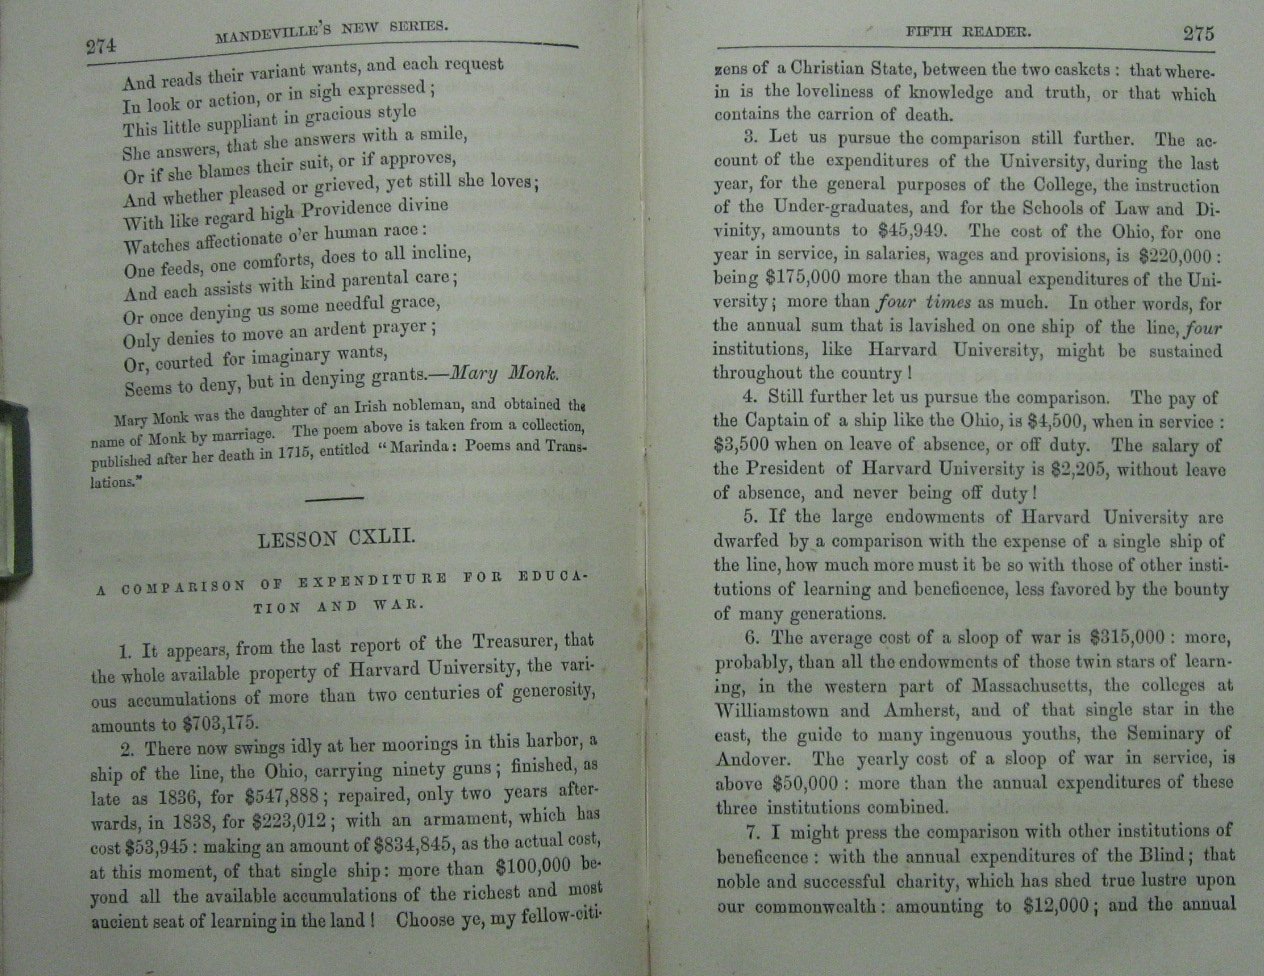 274
MANDEVILLE'S NEW SERIES.
And reads their variant wants, and each request
In look or action, or in sigh expressed;
This little suppliant in gracious style
She answers, that she answers with a smile,
Or if she blames their suit, or if approves,
And whether pleased or grieved, yet still she loves;
With like regard high Providence divine
Watches affectionate o'er human race:
One feeds, one comforts, does to all incline,
And each assists with kind parental care;
Or once denying us some needful grace,
Only denies to move an ardent prayer;
Or, courted for imaginary wants,
Seems to deny, but in denying grants.—Mary Monk.
Mary Monk was the daughter of an Irish nobleman, and obtained the
name of Monk by marriage. The poem above is taken from a collection,
published after her death in 1715, entitled "Marinda: Poems and Trans-
lations."
LESSON CXLII.
A COMPARISON OF EXPENDITURE FOR EDUCA-
TION AND WAR.
1. It appears, from the last report of the Treasurer, that
the whole available property of Harvard University, the vari-
ous accumulations of more than two centuries of generosity,
amounts to $703,175.
2. There now swings idly at her moorings in this harbor, a
ship of the line, the Ohio, carrying ninety guns; finished, as
late as 1836, for $547,888; repaired, only two years after-
wards, in 1838, for $223,012; with an armament, which has
cost $53,945: making an amount of $834,845, as the actual cost,
at this moment, of that single ship: more than $100,000 be-
yond all the available accumulations of the richest and most
ancient seat of learning in the land! Choose ye, my fellow-citi-
FIFTH READER.
275
zens of a Christian State, between the two caskets: that where-
in is the loveliness of knowledge and truth, or that which
contains the carrion of death.
3. Let us pursue the comparison still further. The ac-
count of the expenditures of the University, during the last
year, for the general purposes of the College, the instruction
of the Under-graduates, and for the Schools of Law and Di-
vinity, amounts to $45,949. The cost of the Ohio, for one
year in service, in salaries, wages and provisions, is $220,000:
being $175,000 more than the annual expenditures of the Uni-
versity; more than four times as much. In other words, for
the annual sum that is lavished on one ship of the line, four
institutions, like Harvard University, might be sustained
throughout the country!
4. Still further let us pursue the comparison. The pay of
the Captain of a ship like the Ohio, is $4,500, when in service:
$3,500 when on leave of absence, or off duty. The salary of
the President of Harvard University is $2,205, without leave
of absence, and never being off duty!
5. If the large endowments of Harvard University are
dwarfed by a comparison with the expense of a single ship of
the line, how much more must it be so with those of other insti-
tutions of learning and beneficence, less favored by the bounty
of many generations.
6. The average cost of a sloop of war is $315,000: more,
probably, than all the endowments of those twin stars of learn-
ing, in the western part of Massachusetts, the colleges at
Williamstown and Amherst, and of that single star in the
east, the guide to many ingenuous youths, the Seminary of
Andover. The yearly cost of a sloop of war in service, is
above $50,000: more than the annual expenditures of these
three institutions combined.
7. I might press the comparison with other institutions of
beneficence: with the annual expenditures of the Blind; that
noble and successful charity, which has shed true lustre upon
our commonwealth: amounting to $12,000; and the annual